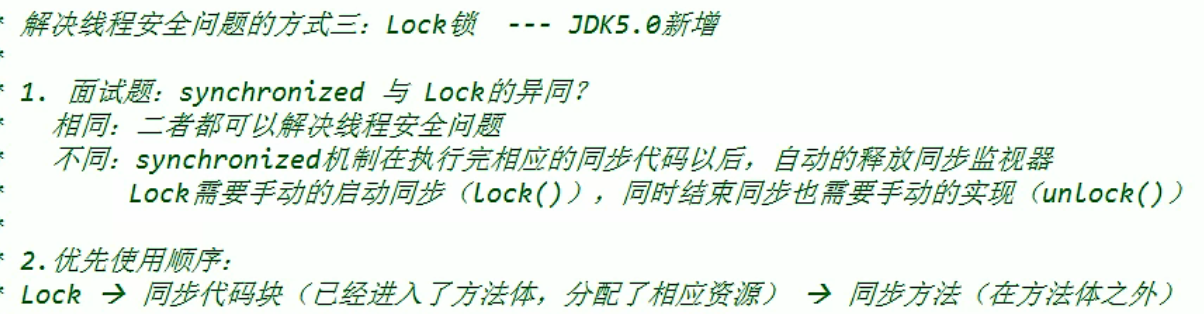 * 解决线程安全问题的方式三：Lock锁  --- JDK5.0新增
*
* 1. 面试题：synchronized 与 Lock的异同？
*   相同：二者都可以解决线程安全问题
*   不同：synchronized机制在执行完相应的同步代码以后，自动的释放同步监视器
*        Lock需要手动的启动同步（lock()），同时结束同步也需要手动的实现（unlock()）
*
* 2.优先使用顺序：
* Lock → 同步代码块（已经进入了方法体，分配了相应资源） → 同步方法（在方法体之外）